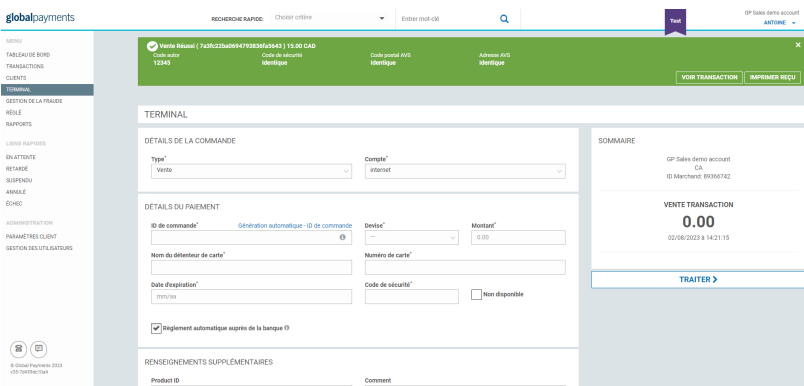 globalpayments
RECHERCHE RAPIDE: Choisir critère
Entrer mot-clé
Test
GP Sales demo account
ANTOINE
MENU
TABLEAU DE BORD
TRANSACTIONS
CLIENTS
TERMINAL
GESTION DE LA FRAUDE
RÉGLÉ
RAPPORTS
LIENS RAPIDES
EN ATTENTE
RETARDÉ
SUSPENDU
ANNULÉ
ÉCHEC
ADMINISTRATION
PARAMÈTRES CLIENT
GESTION DES UTILISATEURS
© Global Payments 2023
Vente Réussi ( 7a3fc22ba0694793836fa5643 ) 15.00 CAD
Code autor Code de sécurité Code postal AVS Adresse AVS
12345 Identique Identique Identique
VOIR TRANSACTION IMPRIMER REÇU
TERMINAL
DÉTAILS DE LA COMMANDE
Type* Compte*
Vente internet
DÉTAILS DU PAIEMENT
ID de commande* Génération automatique - ID de commande Devise* Montant*
--- 0.00
Nom du détenteur de carte* Numéro de carte*
Date d'expiration* Code de sécurité*
mm/aa Non disponible
Règlement automatique auprès de la banque
RENSEIGNEMENTS SUPPLÉMENTAIRES
Product ID Comment
SOMMAIRE
GP Sales demo account
CA
ID Marchand: 89366742
VENTE TRANSACTION
0.00
02/08/2023 à 14:21:15
TRAITER